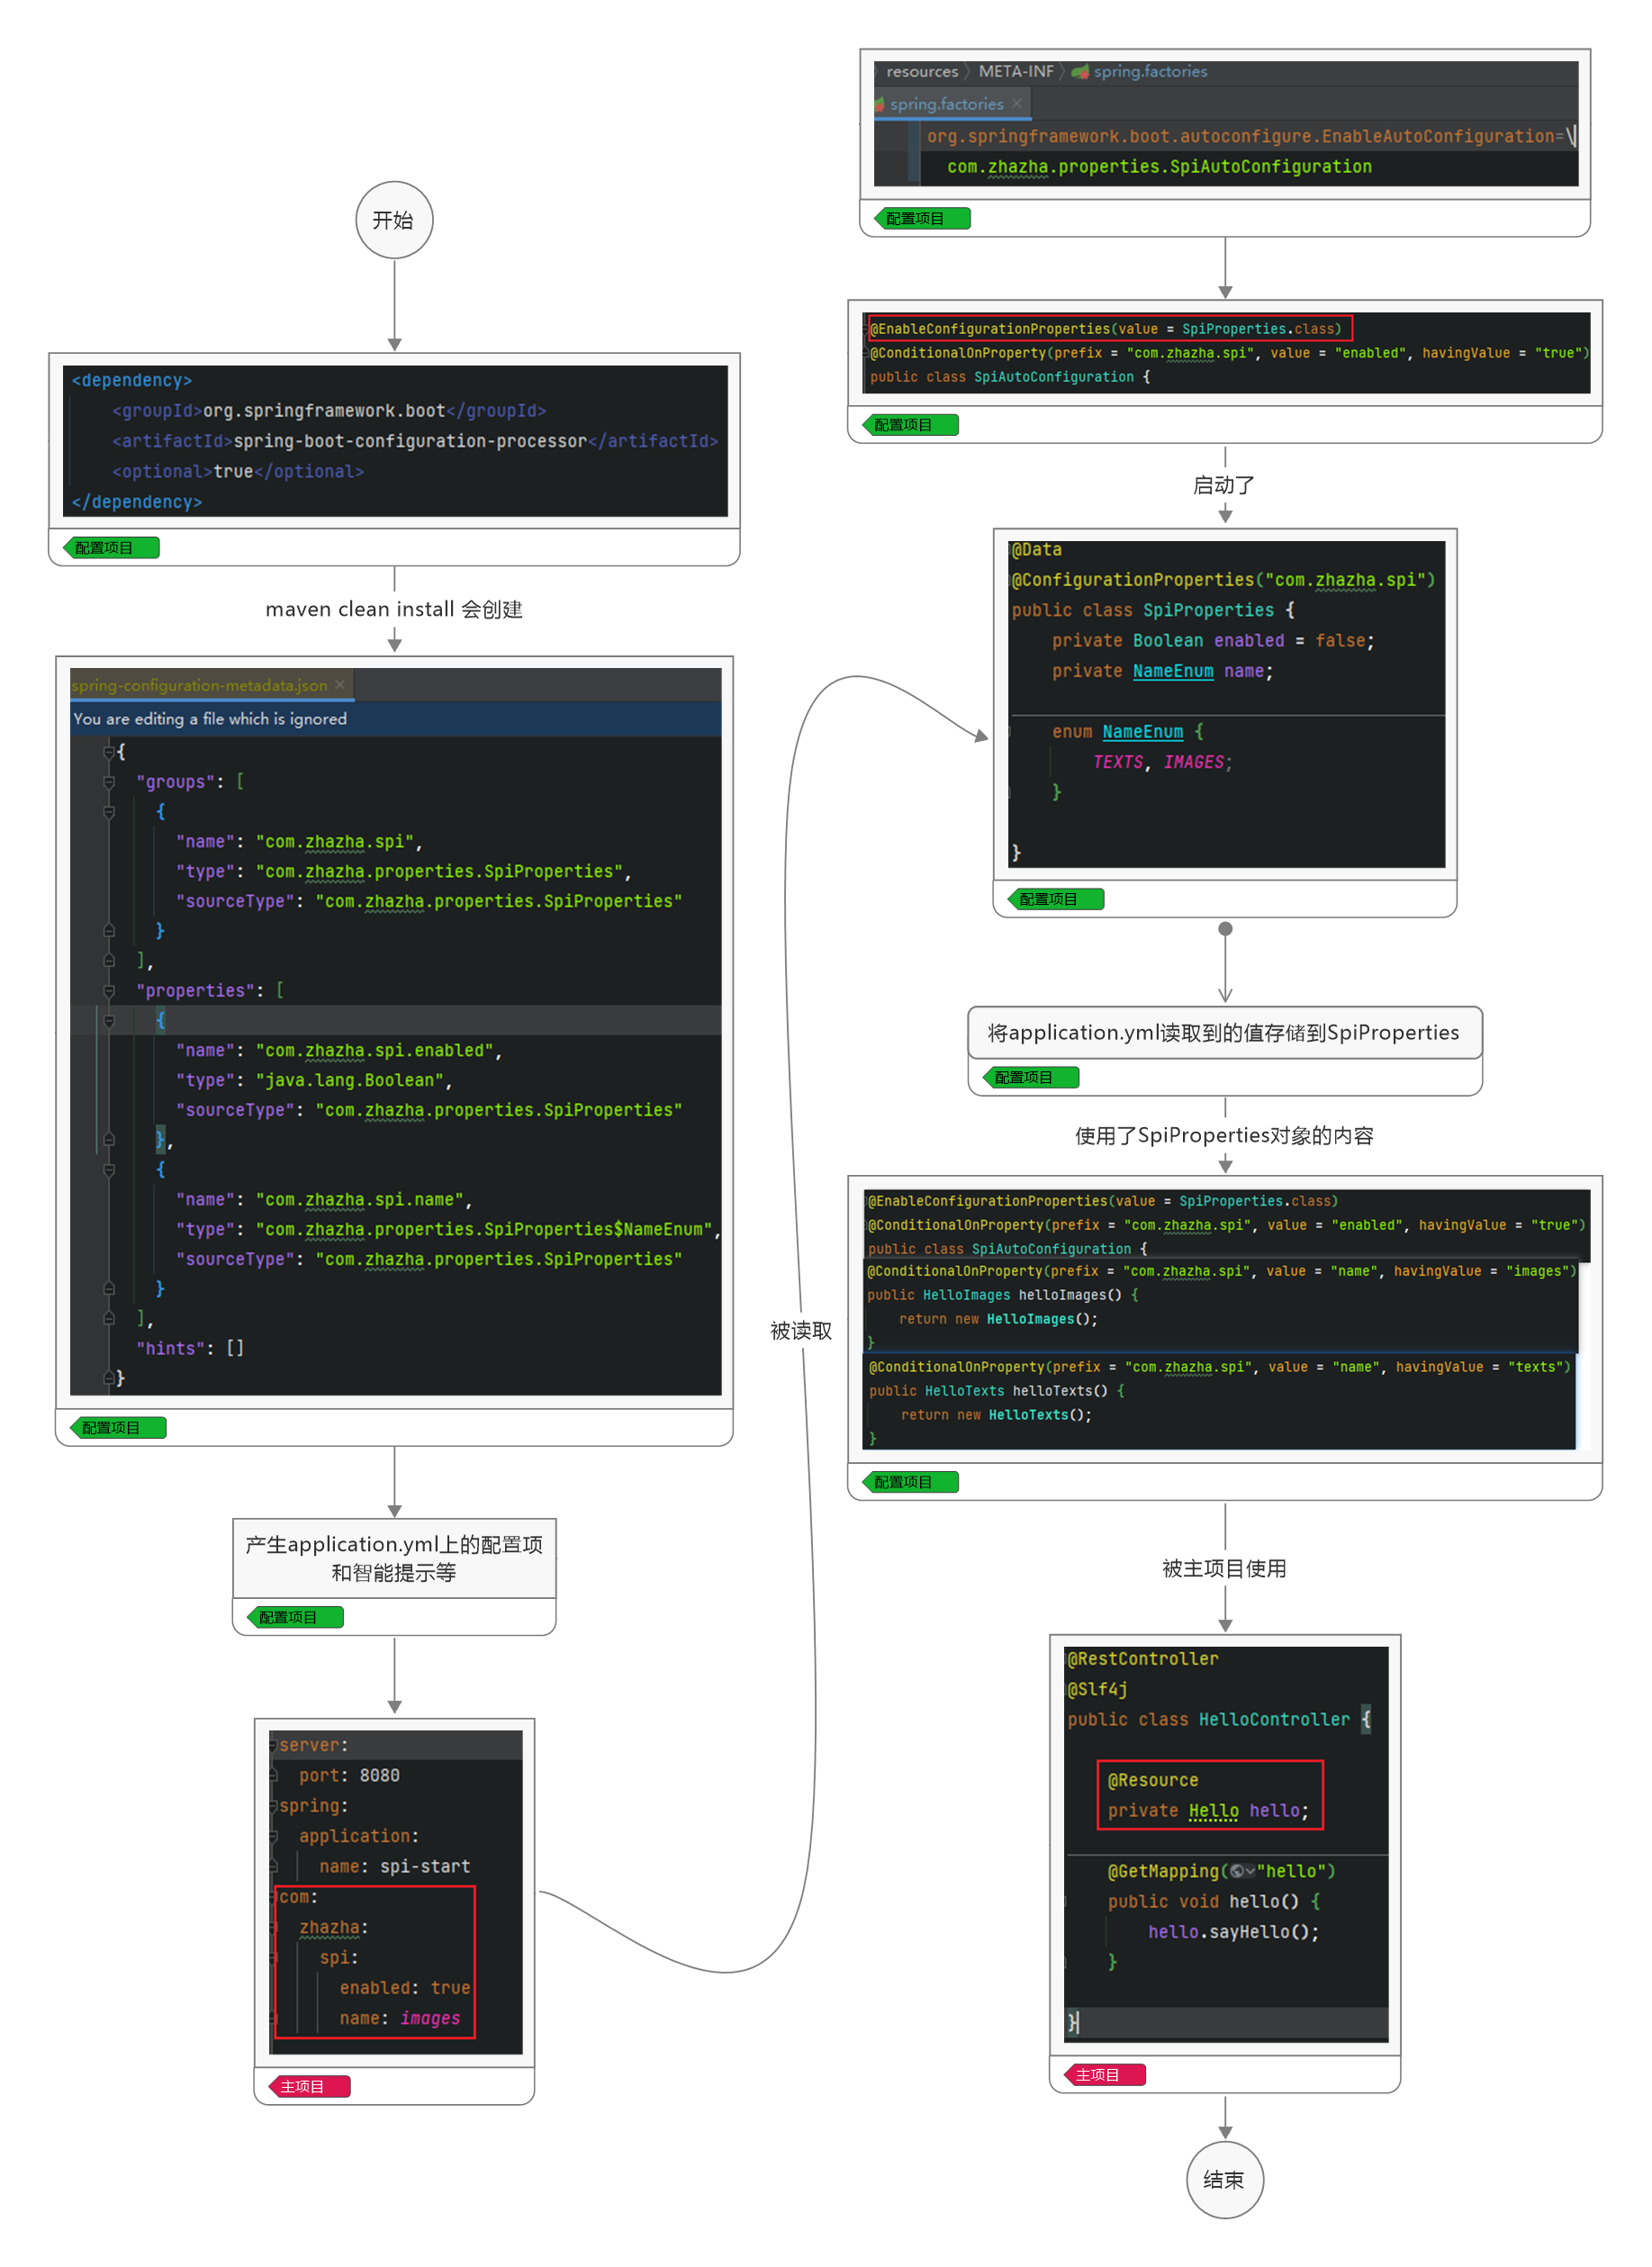 开始
<dependency>
<groupId>org.springframework.boot</groupId>
<artifactId>spring-boot-configuration-processor</artifactId>
<optional>true</optional>
</dependency>
配置项目
maven clean install 会创建
spring-configuration-metadata.json
You are editing a file which is ignored
{
"groups": [
{
"name": "com.zhazha.spi",
"type": "com.zhazha.properties.SpiProperties",
"sourceType": "com.zhazha.properties.SpiProperties"
}
],
"properties": [
{
"name": "com.zhazha.spi.enabled",
"type": "java.lang.Boolean",
"sourceType": "com.zhazha.properties.SpiProperties"
},
{
"name": "com.zhazha.spi.name",
"type": "com.zhazha.properties.SpiProperties$NameEnum",
"sourceType": "com.zhazha.properties.SpiProperties"
}
],
"hints": []
}
配置项目
产生application.yml上的配置项
和智能提示等
配置项目
server:
port: 8080
spring:
application:
name: spi-start
com:
zhazha:
spi:
enabled: true
name: images
主项目
被读取
resources 〉 META-INF 〉 spring.factories
spring.factories
org.springframework.boot.autoconfigure.EnableAutoConfiguration=\
com.zhazha.properties.SpiAutoConfiguration
配置项目
@EnableConfigurationProperties(value = SpiProperties.class)
@ConditionalOnProperty(prefix = "com.zhazha.spi", value = "enabled", havingValue = "true")
public class SpiAutoConfiguration {
配置项目
启动了
@Data
@ConfigurationProperties("com.zhazha.spi")
public class SpiProperties {
private Boolean enabled = false;
private NameEnum name;
enum NameEnum {
TEXTS, IMAGES;
}
}
配置项目
将application.yml读取到的值存储到SpiProperties
配置项目
使用了SpiProperties对象的内容
@EnableConfigurationProperties(value = SpiProperties.class)
@ConditionalOnProperty(prefix = "com.zhazha.spi", value = "enabled", havingValue = "true")
public class SpiAutoConfiguration {
@ConditionalOnProperty(prefix = "com.zhazha.spi", value = "name", havingValue = "images")
public HelloImages helloImages() {
return new HelloImages();
}
@ConditionalOnProperty(prefix = "com.zhazha.spi", value = "name", havingValue = "texts")
public HelloTexts helloTexts() {
return new HelloTexts();
}
配置项目
被主项目使用
@RestController
@Slf4j
public class HelloController {
@Resource
private Hello hello;
@GetMapping("hello")
public void hello() {
hello.sayHello();
}
}
主项目
结束